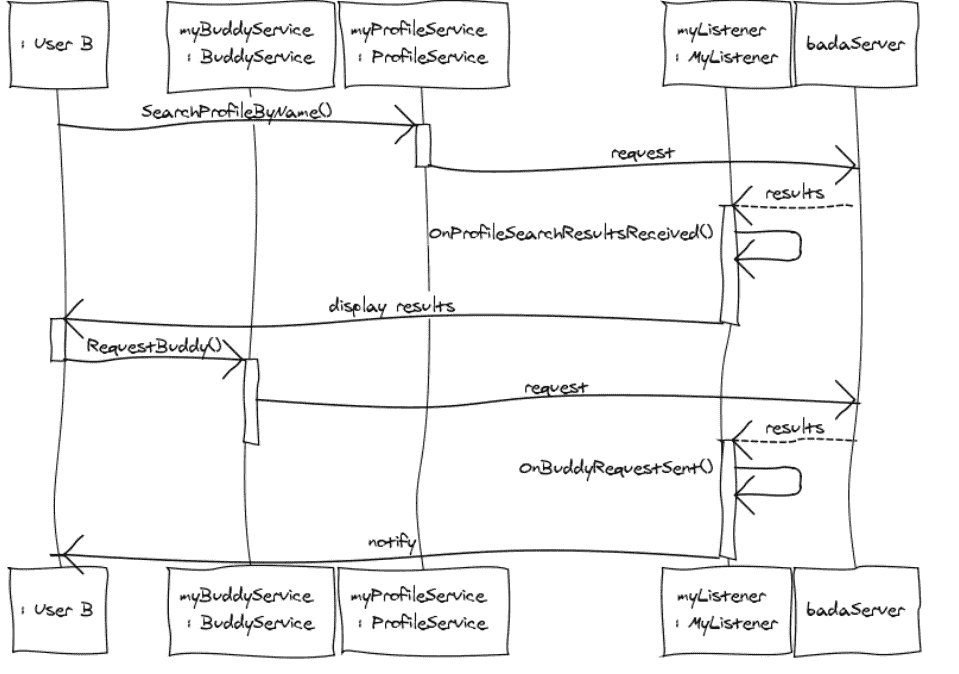 : User B
myBuddyService
: BuddyService
myProfileService
: ProfileService
myListener
: MyListener
badaServer
SearchProfileByName()
request
results
OnProfileSearchResultsReceived()
display results
RequestBuddy()
request
results
OnBuddyRequestSent()
notify
: User B
myBuddyService
: BuddyService
myProfileService
: ProfileService
myListener
: MyListener
badaServer